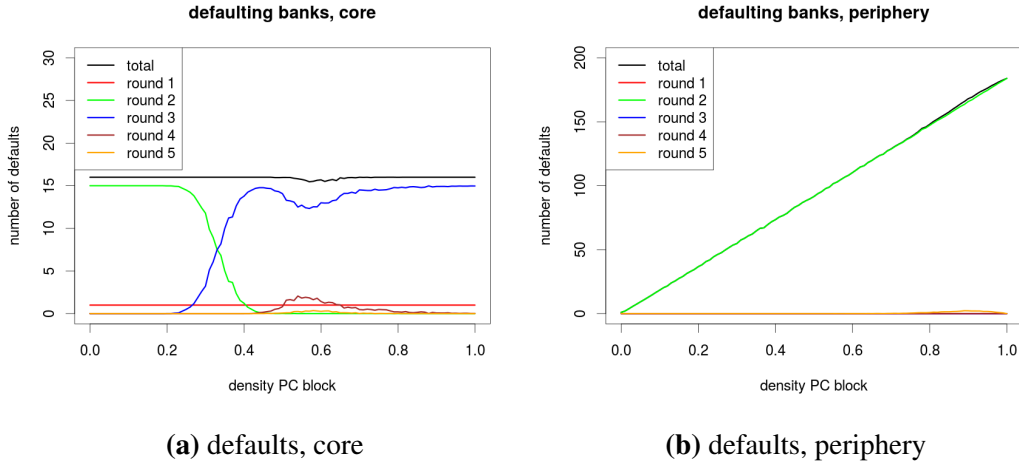 defaulting banks, core
30
25
20
15
10
5
0
number of defaults
total
round 1
round 2
round 3
round 4
round 5
0.0 0.2 0.4 0.6 0.8 1.0
density PC block
(a) defaults, core
defaulting banks, periphery
200
150
100
50
0
number of defaults
total
round 1
round 2
round 3
round 4
round 5
0.0 0.2 0.4 0.6 0.8 1.0
density PC block
(b) defaults, periphery